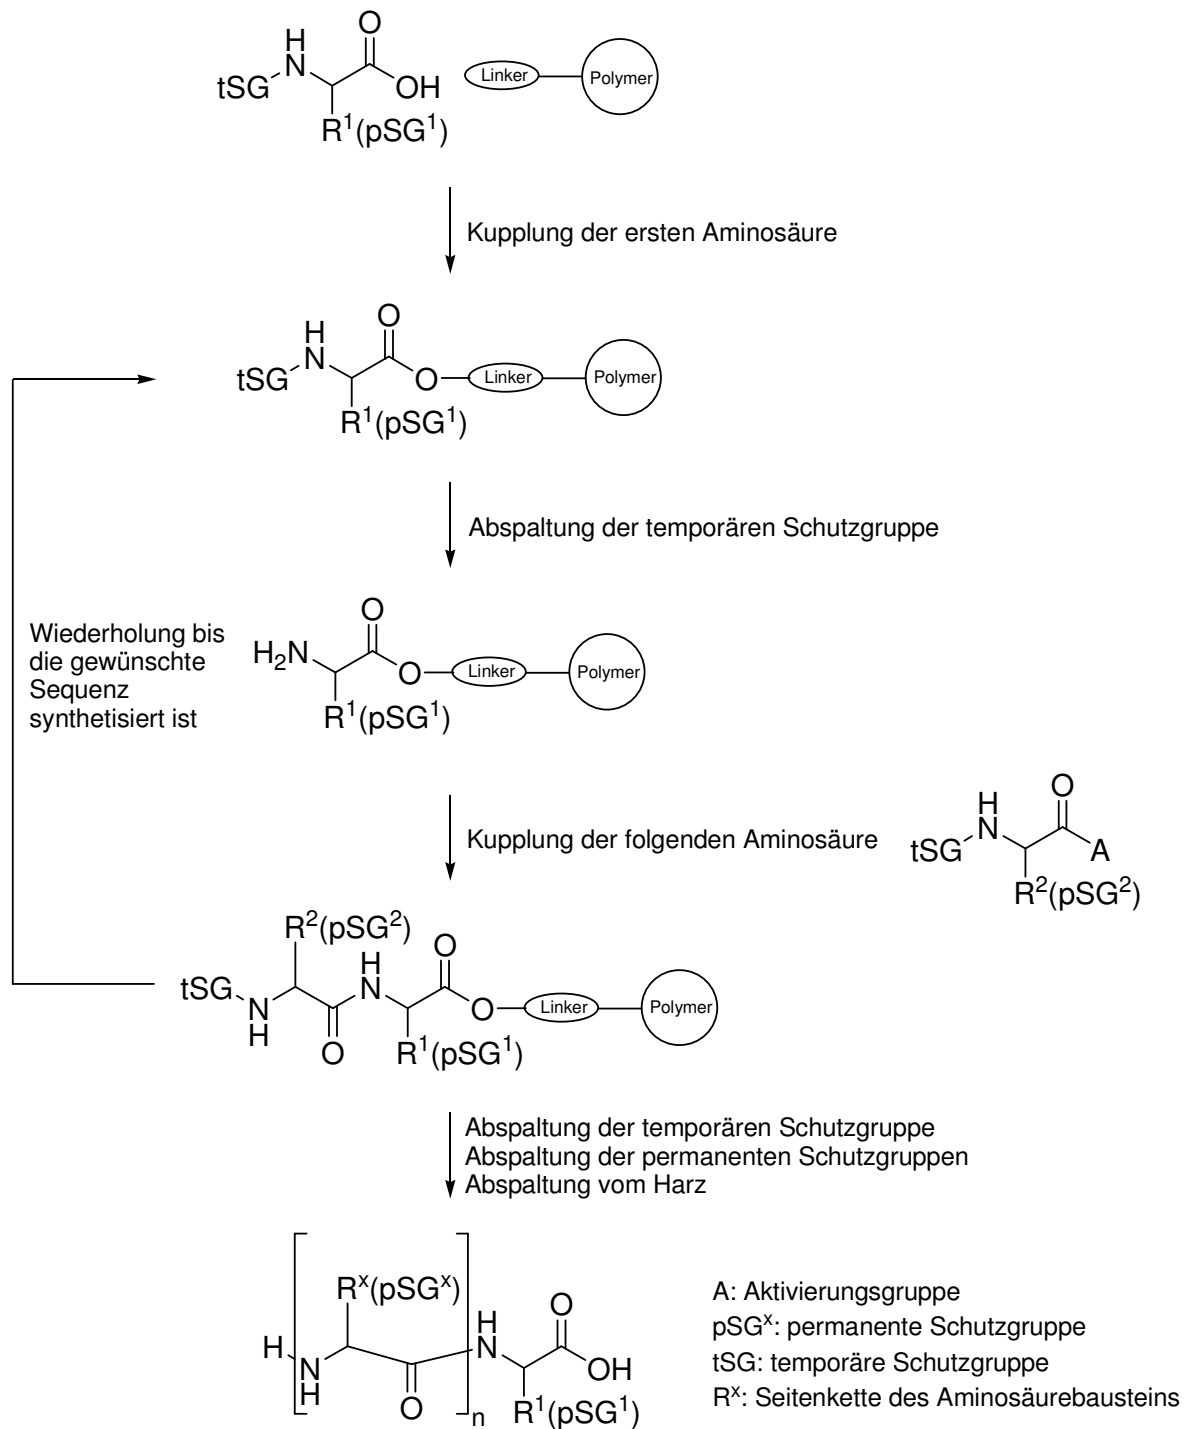 H
N
O
tSG
OH
R¹(pSG¹)
Linker
Polymer
Kupplung der ersten Aminosäure
H
N
O
tSG
O
Linker
Polymer
R¹(pSG¹)
Abspaltung der temporären Schutzgruppe
Wiederholung bis
die gewünschte
Sequenz
synthetisiert ist
O
H₂N
O
Linker
Polymer
R¹(pSG¹)
Kupplung der folgenden Aminosäure
H
N
O
tSG
A
R²(pSG²)
R²(pSG²)
H
N
O
tSG
N
H
O
O
Linker
Polymer
R¹(pSG¹)
Abspaltung der temporären Schutzgruppe
Abspaltung der permanenten Schutzgruppen
Abspaltung vom Harz
Rˣ(pSGˣ)
H
N
H
O
n
H
N
O
OH
R¹(pSG¹)
A: Aktivierungsgruppe
pSGˣ: permanente Schutzgruppe
tSG: temporäre Schutzgruppe
Rˣ: Seitenkette des Aminosäurebausteins